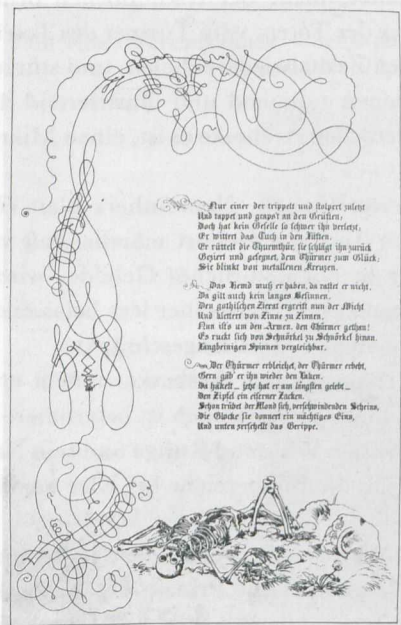 Nur einer der trippelt und stolpert zuletzt
Und tappet und grapst an den Grüften;
Doch hat kein Geselle so schwer ihn verletzt;
Er wittert das Tuch in den Lüften.
Er rüttelt die Thurmthür, sie schlägt ihn zurück
Geziert und gesegnet, dem Thürmer zum Glück;
Sie blinkt von metallenen Kreuzen.
Das Hemd muß er haben, da rastet er nicht,
Da gilt auch kein langes Besinnen,
Den gothischen Zierat ergreift nun der Wicht
Und klettert von Zinne zu Zinnen.
Nun ist's um den Armen, den Thürmer gethan!
Es ruckt sich von Schnörkel zu Schnörkel hinan,
Langbeinigen Spinnen vergleichbar.
Der Thürmer erbleichet, der Thürmer erbebt,
Gern gäb' er ihn wieder den Laken.
Da häkelt – jetzt hat er am längsten gelebt –
Den Zipfel ein eiserner Zacken.
Schon trübet der Mond sich, verschwindenden Scheins,
Die Glocke sie donnert ein mächtiges Eins,
Und unten zerschellt das Gerippe.